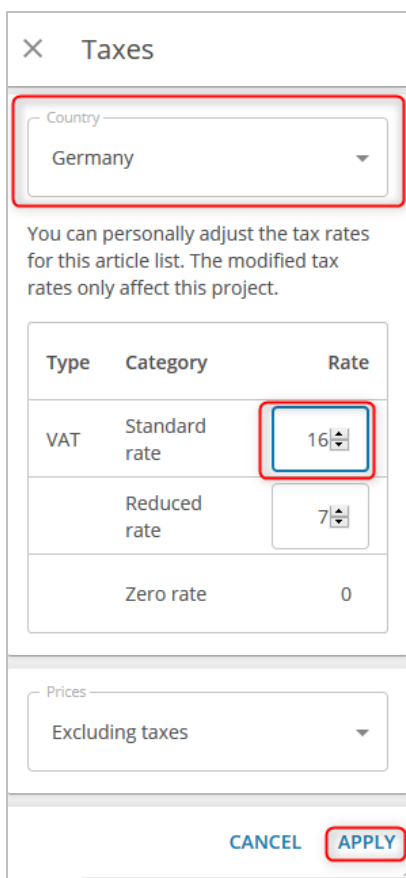 Taxes
Country
Germany
You can personally adjust the tax rates
for this article list. The modified tax
rates only affect this project.
Type Category Rate
VAT Standard rate 16
Reduced rate 7
Zero rate 0
Prices
Excluding taxes
CANCEL APPLY